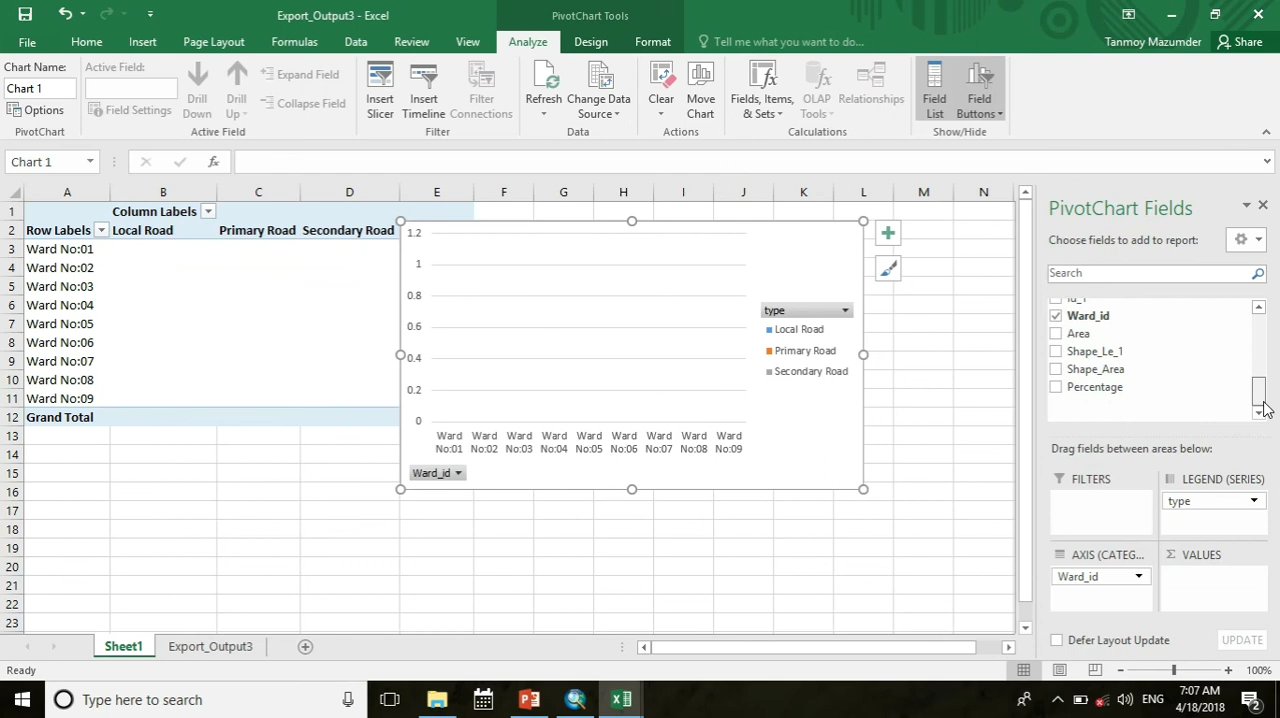 Export_Output3 - Excel
PivotChart Tools
File Home Insert Page Layout Formulas Data Review View Analyze Design Format Tell me what you want to do... Tanmoy Mazumder Share
Chart Name:
Chart 1
Options
PivotChart
Active Field:
Field Settings
Drill Down
Drill Up
Expand Field
Collapse Field
Active Field
Insert Slicer
Insert Timeline
Filter Connections
Filter
Refresh
Change Data Source
Data
Clear
Move Chart
Actions
Fields, Items, & Sets
OLAP Tools
Relationships
Calculations
Field List
Field Buttons
Show/Hide
Chart 1
fx
A B C D E F G H I J K L M N
1 Column Labels
2 Row Labels Local Road Primary Road Secondary Road
3 Ward No:01
4 Ward No:02
5 Ward No:03
6 Ward No:04
7 Ward No:05
8 Ward No:06
9 Ward No:07
10 Ward No:08
11 Ward No:09
12 Grand Total
13
14
15
16
17
18
19
20
21
22
23
1.2
1
0.8
0.6
0.4
0.2
0
Ward No:01
Ward No:02
Ward No:03
Ward No:04
Ward No:05
Ward No:06
Ward No:07
Ward No:08
Ward No:09
Ward_id
type
Local Road
Primary Road
Secondary Road
PivotChart Fields
Choose fields to add to report:
Search
id_1
Ward_id
Area
Shape_Le_1
Shape_Area
Percentage
Drag fields between areas below:
FILTERS
LEGEND (SERIES)
type
AXIS (CATEG...
Ward_id
Σ VALUES
Defer Layout Update
UPDATE
Sheet1 Export_Output3
Ready
100%
Type here to search
ENG
7:07 AM
4/18/2018
2